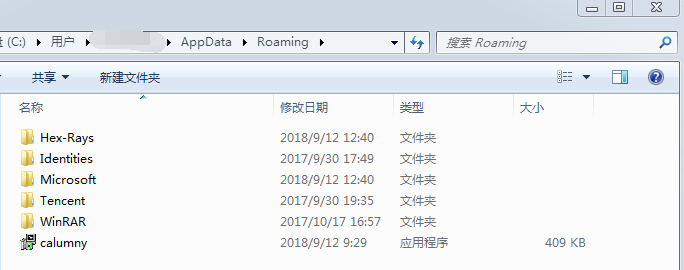 (C:) 用户 AppData Roaming 搜索 Roaming
共享 新建文件夹
名称 修改日期 类型 大小
Hex-Rays 2018/9/12 12:40 文件夹
Identities 2017/9/30 17:49 文件夹
Microsoft 2018/9/12 12:40 文件夹
Tencent 2017/9/30 19:35 文件夹
WinRAR 2017/10/17 16:57 文件夹
calumny 2018/9/12 9:29 应用程序 409 KB